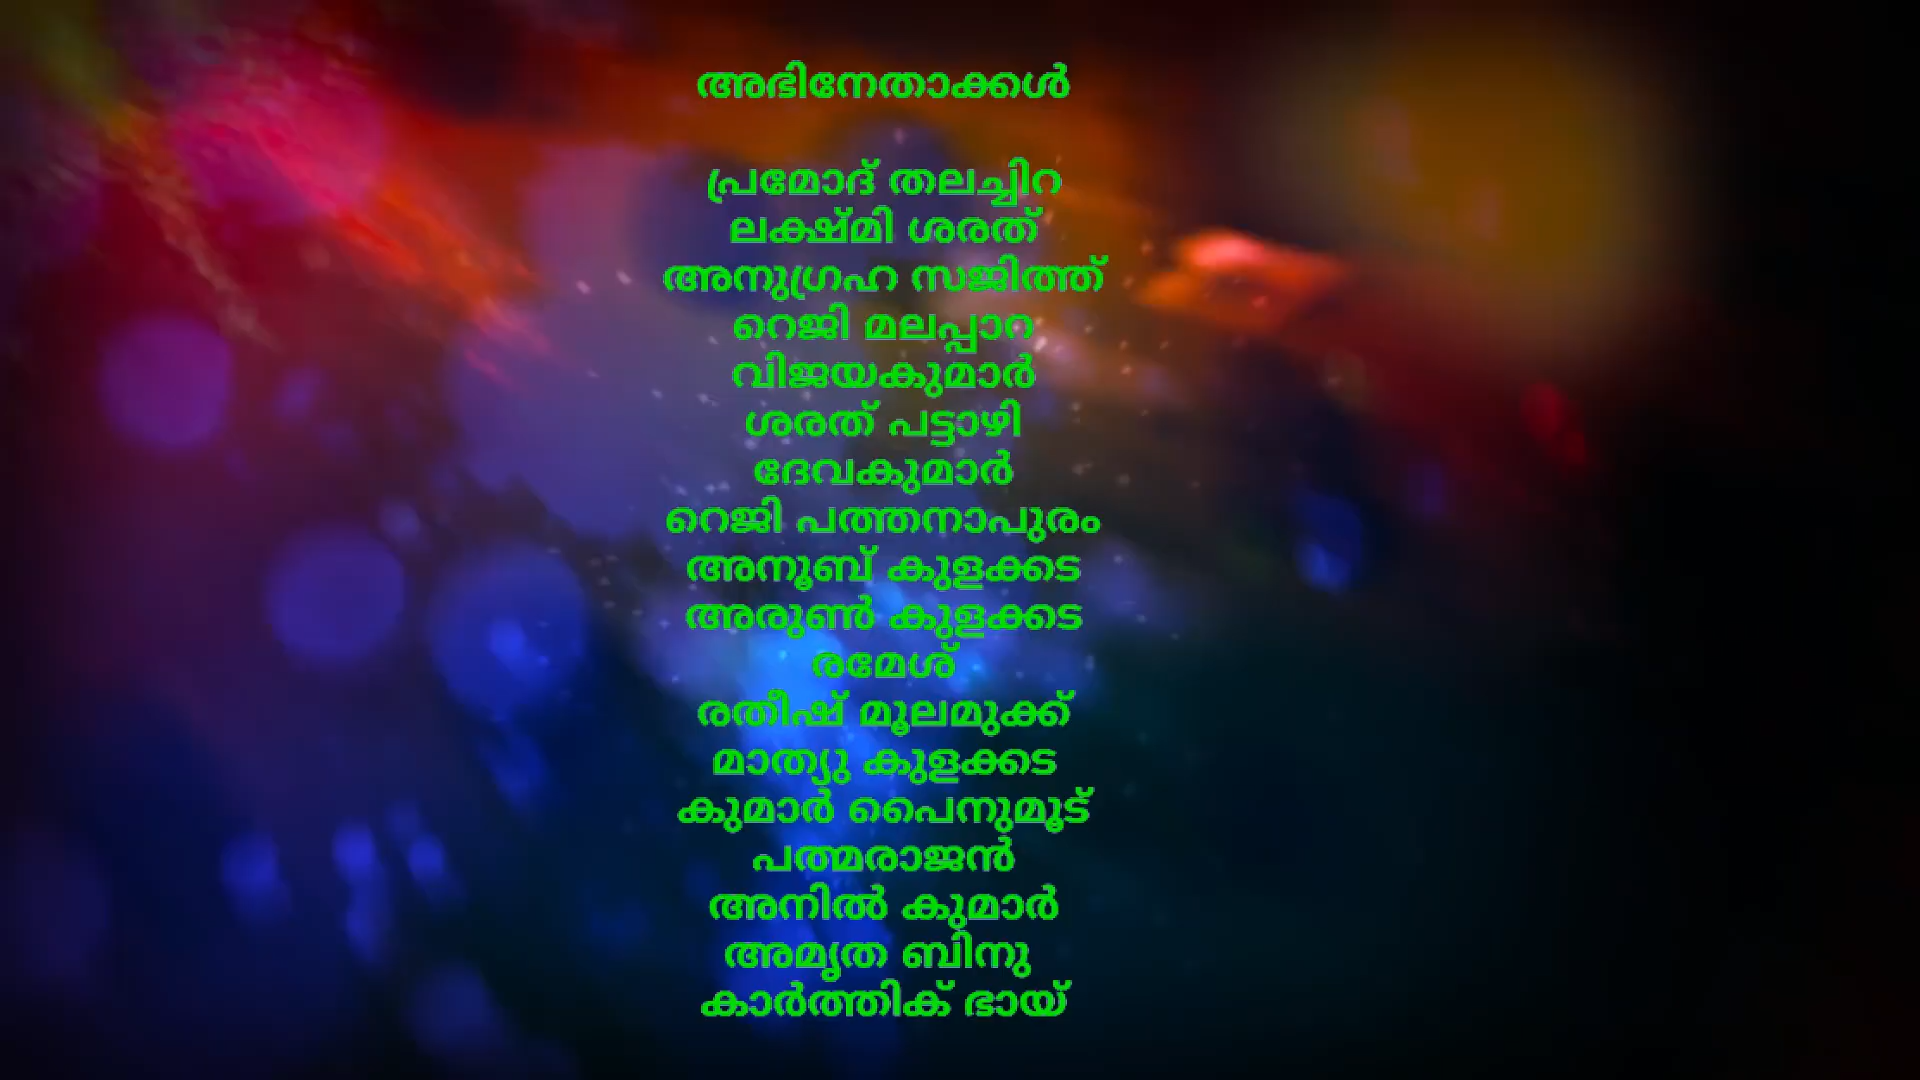 അഭിനേതാക്കൾ
പ്രമോദ് തലച്ചിറ
ലക്ഷ്മി ശരത്
അനുഗ്രഹ സജിത്ത്
റെജി മലപ്പാറ
വിജയകുമാർ
ശരത് പട്ടാഴി
ദേവകുമാർ
റെജി പത്തനാപുരം
അനൂബ് കുളക്കട
അരുൺ കുളക്കട
രമേശ്
രതീഷ് മൂലമുക്ക്
മാത്യു കുളക്കട
കുമാർ പൈനുമൂട്
പത്മരാജൻ
അനിൽ കുമാർ
അമൃത ബിനു
കാർത്തിക് ഭായ്